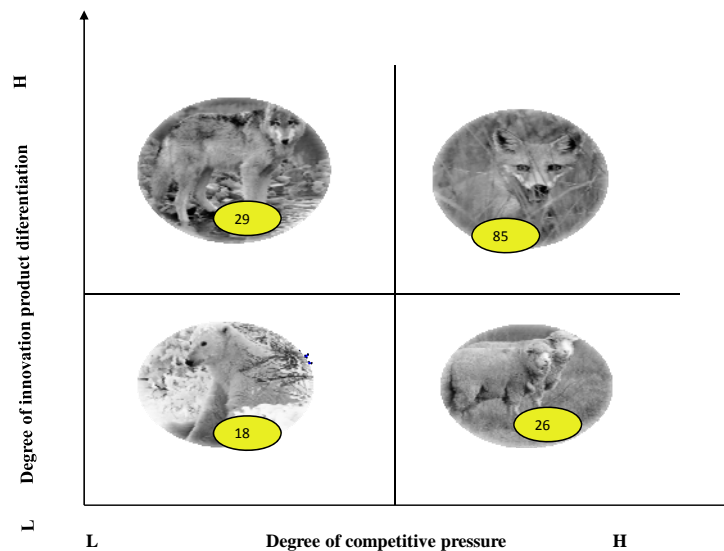 H
Degree of innovation product diferentiation
L
29
85
18
26
L Degree of competitive pressure H